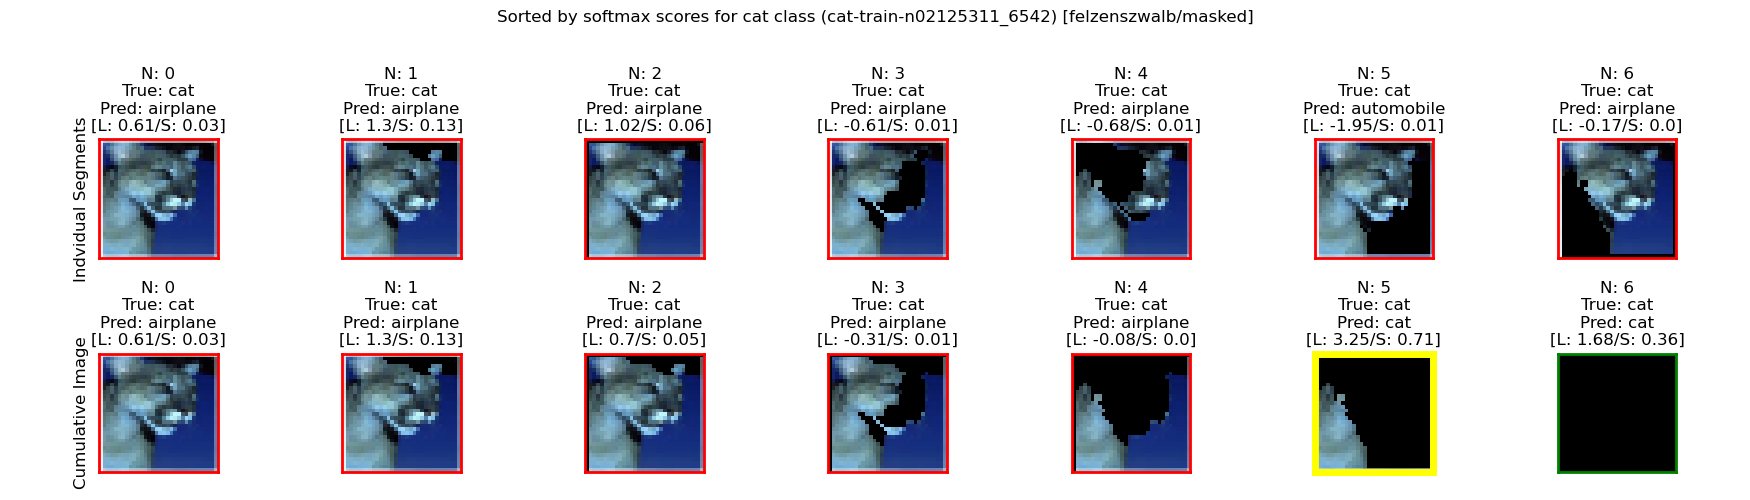 Sorted by softmax scores for cat class (cat-train-n02125311_6542) [felzenszwalb/masked]
Indvidual Segments
N: 0
True: cat
Pred: airplane
[L: 0.61/S: 0.03]
N: 1
True: cat
Pred: airplane
[L: 1.3/S: 0.13]
N: 2
True: cat
Pred: airplane
[L: 1.02/S: 0.06]
N: 3
True: cat
Pred: airplane
[L: -0.61/S: 0.01]
N: 4
True: cat
Pred: airplane
[L: -0.68/S: 0.01]
N: 5
True: cat
Pred: automobile
[L: -1.95/S: 0.01]
N: 6
True: cat
Pred: airplane
[L: -0.17/S: 0.0]
Cumulative Image
N: 0
True: cat
Pred: airplane
[L: 0.61/S: 0.03]
N: 1
True: cat
Pred: airplane
[L: 1.3/S: 0.13]
N: 2
True: cat
Pred: airplane
[L: 0.7/S: 0.05]
N: 3
True: cat
Pred: airplane
[L: -0.31/S: 0.01]
N: 4
True: cat
Pred: airplane
[L: -0.08/S: 0.0]
N: 5
True: cat
Pred: cat
[L: 3.25/S: 0.71]
N: 6
True: cat
Pred: cat
[L: 1.68/S: 0.36]